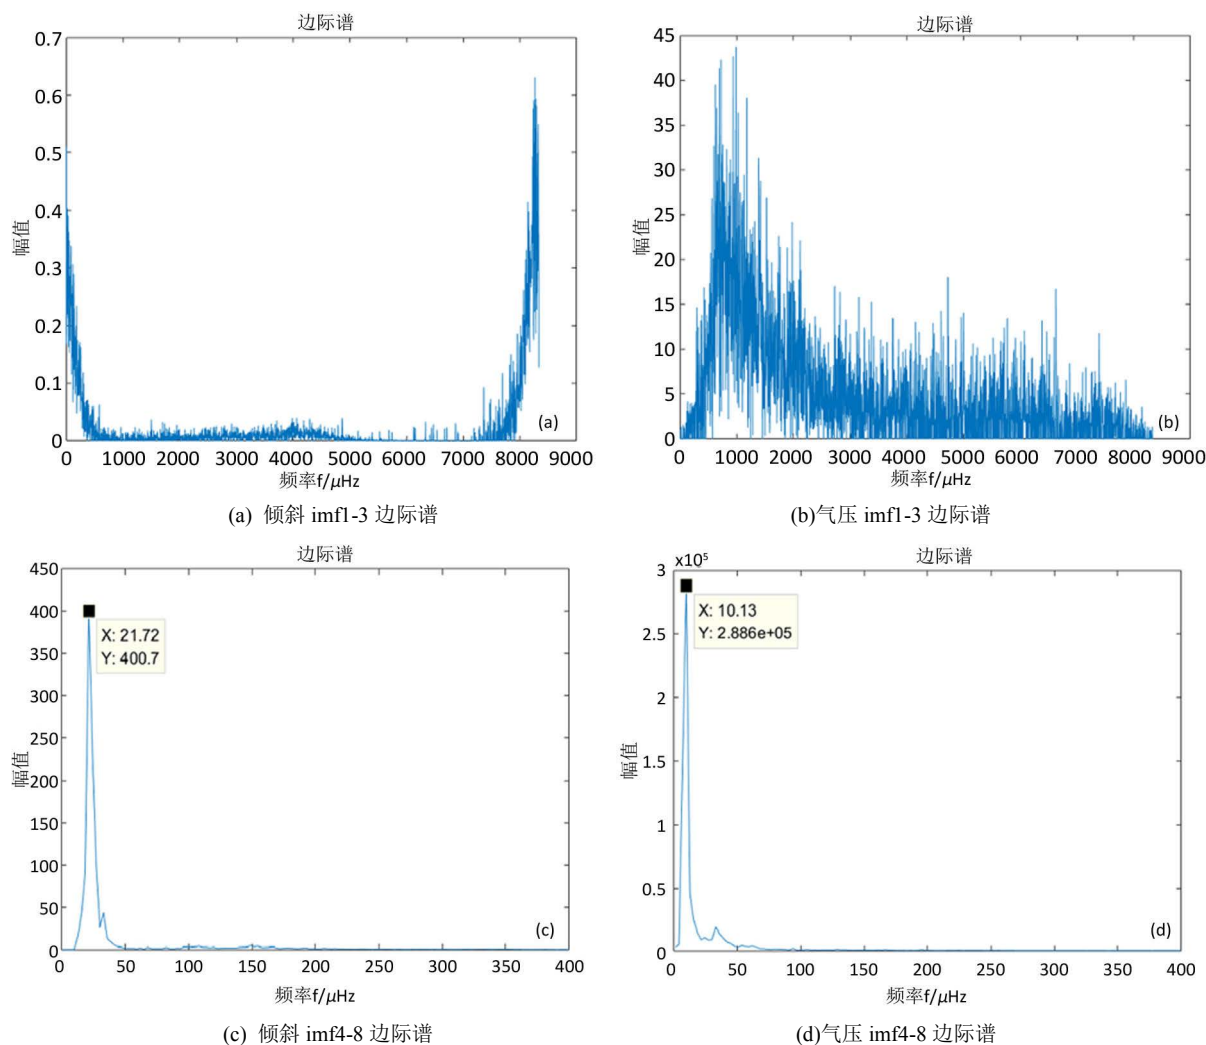 边际谱
0.7
0.6
0.5
0.4
0.3
0.2
0.1
0
幅值
(a)
0 1000 2000 3000 4000 5000 6000 7000 8000 9000
频率f/μHz
(a) 倾斜 imf1-3 边际谱
边际谱
45
40
35
30
25
20
15
10
5
0
幅值
(b)
0 1000 2000 3000 4000 5000 6000 7000 8000 9000
频率f/μHz
(b)气压 imf1-3 边际谱
边际谱
450
400
350
300
250
200
150
100
50
0
幅值
X: 21.72
Y: 400.7
(c)
0 50 100 150 200 250 300 350 400
频率f/μHz
(c) 倾斜 imf4-8 边际谱
边际谱
x10⁵
3
2.5
2
1.5
1
0.5
0
幅值
X: 10.13
Y: 2.886e+05
(d)
0 50 100 150 200 250 300 350 400
频率f/μHz
(d)气压 imf4-8 边际谱